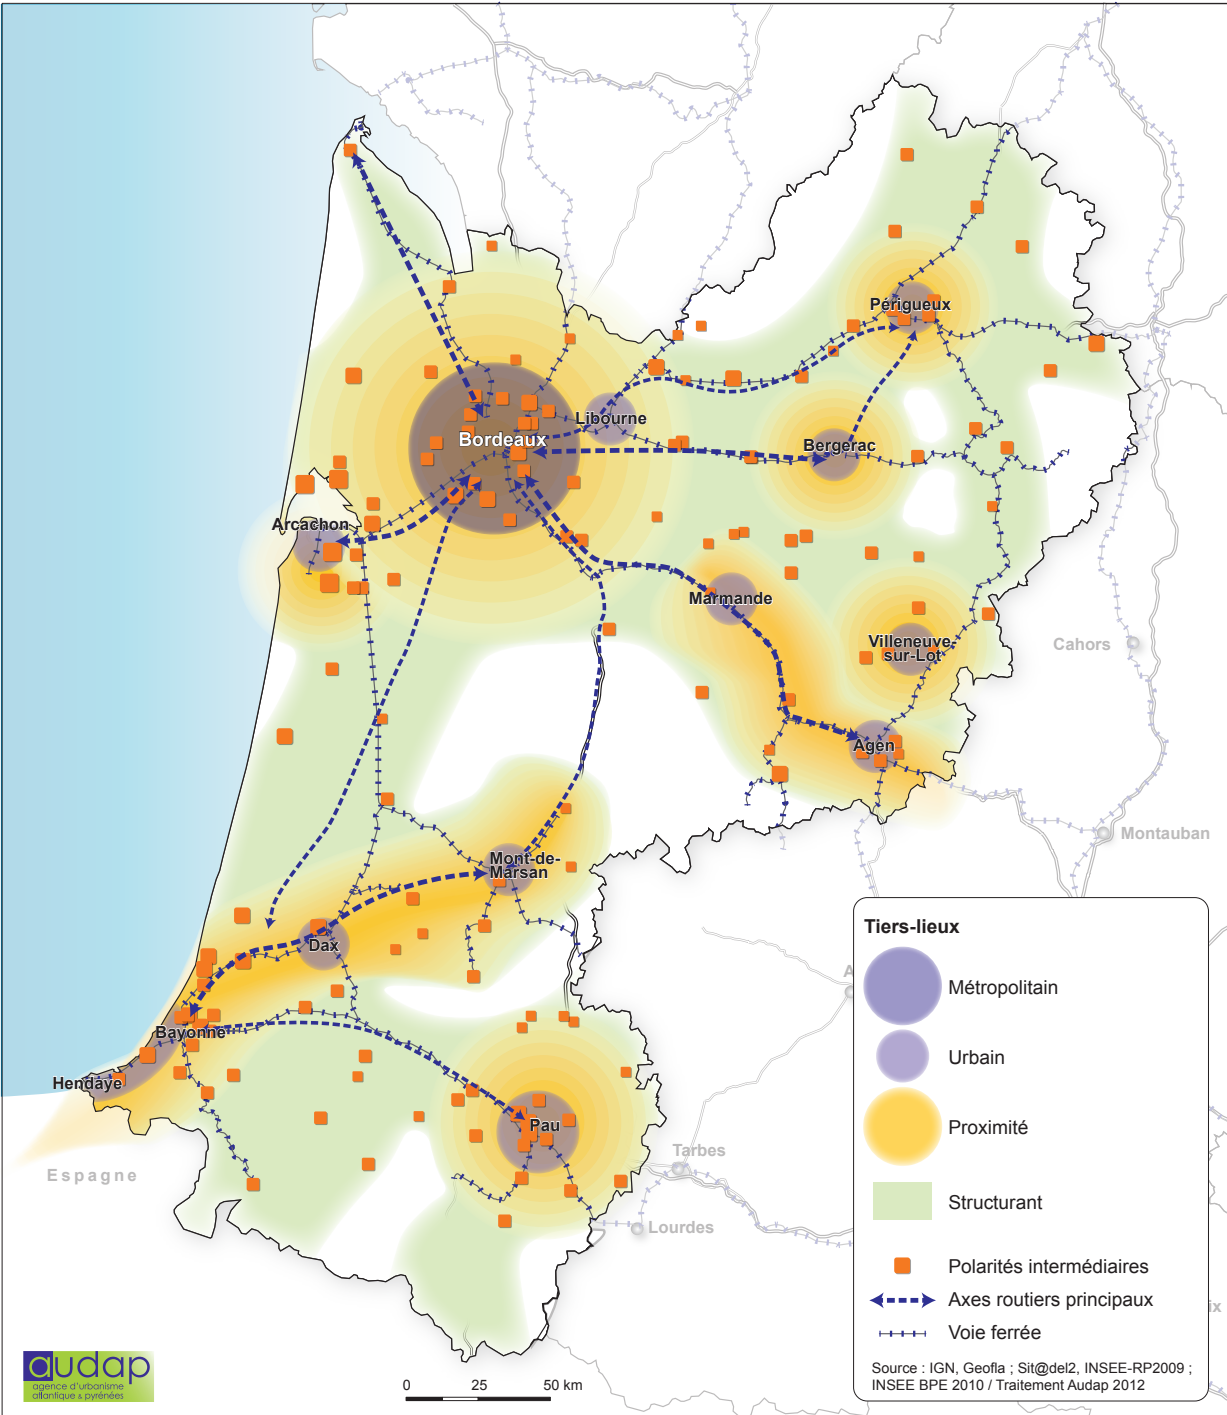 Périgueux
Libourne
Bordeaux
Bergerac
Arcachon
Marmande
Villeneuve-
sur-Lot
Cahors
Agen
Montauban
Mont-de-
Marsan
Dax
Bayonne
Hendaye
Pau
Espagne
Tarbes
Lourdes
A
ix
Tiers-lieux
Métropolitain
Urbain
Proximité
Structurant
Polarités intermédiaires
Axes routiers principaux
Voie ferrée
Source : IGN, Geofla ; Sit@del2, INSEE-RP2009 ;
INSEE BPE 2010 / Traitement Audap 2012
audap
agence d'urbanisme
atlantique & pyrénées
0 25 50 km